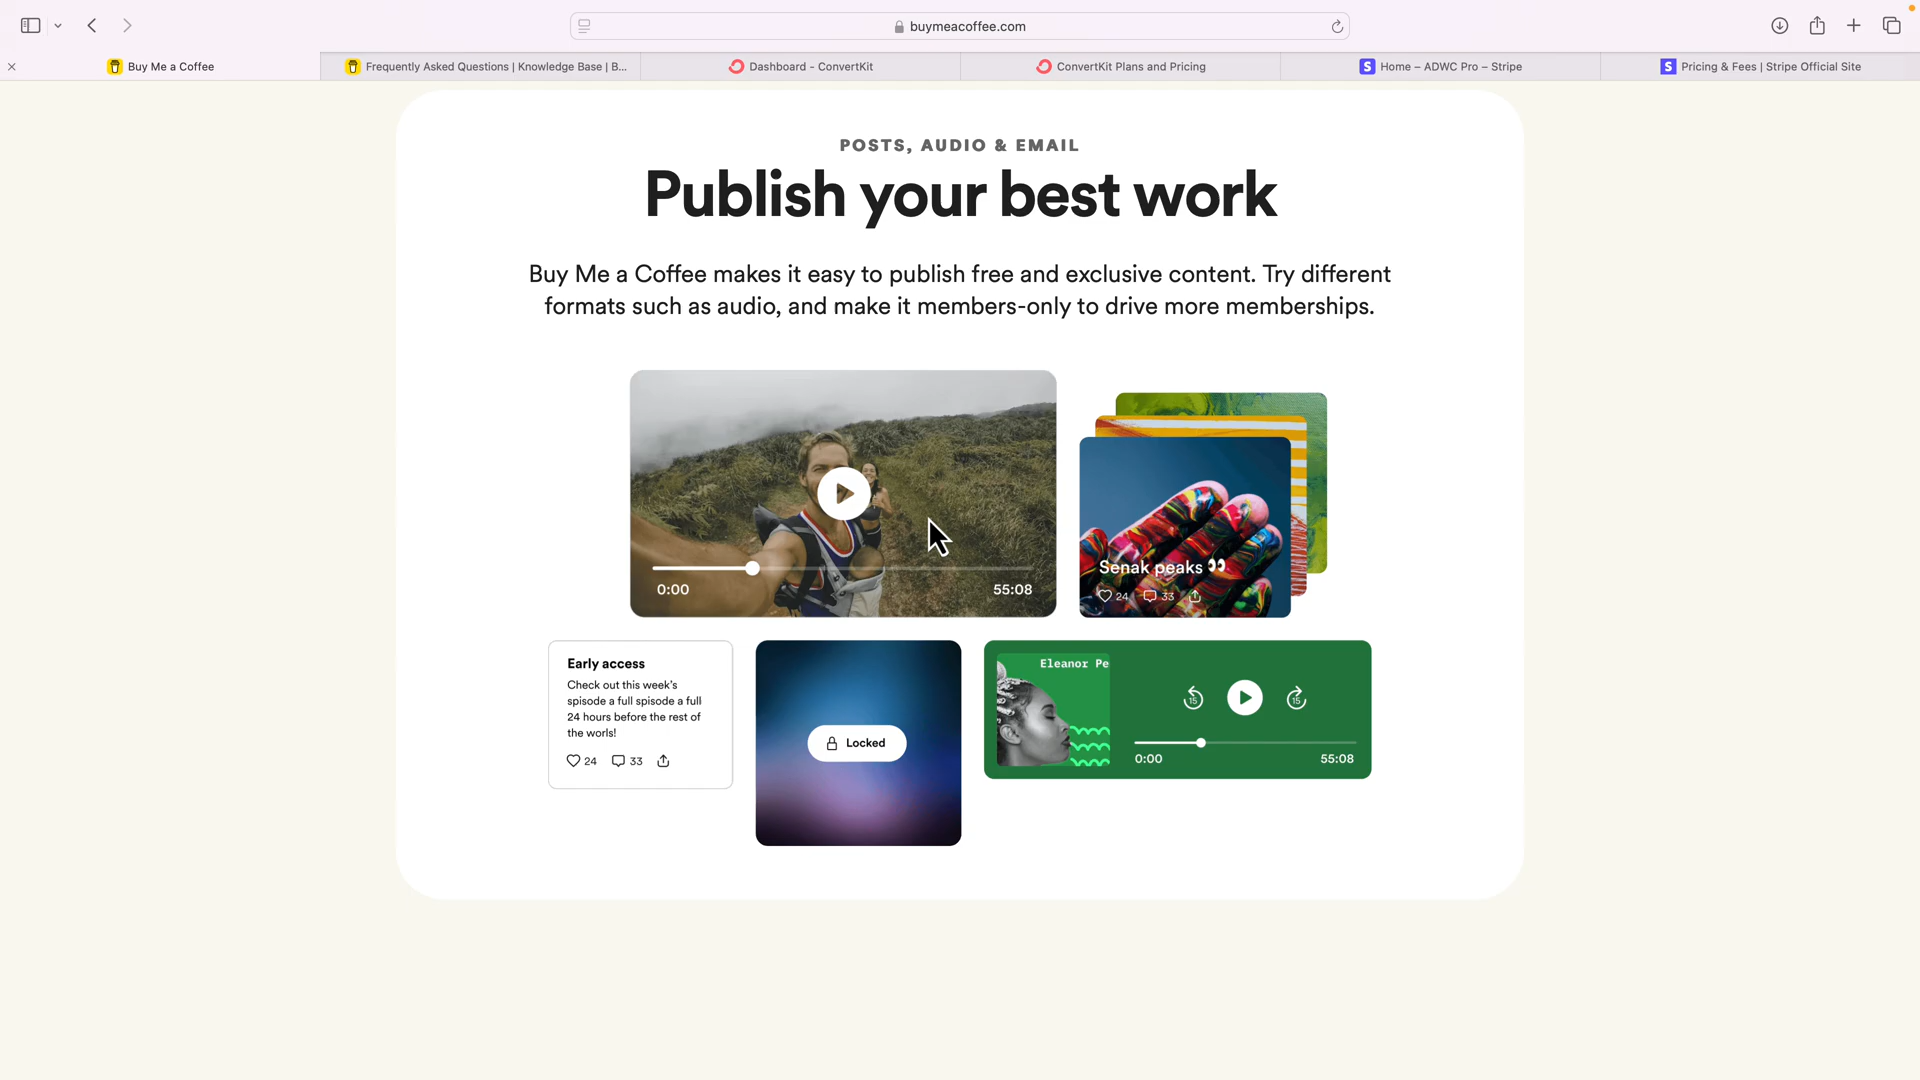 buymeacoffee.com
Buy Me a Coffee
Frequently Asked Questions | Knowledge Base | B...
Dashboard - ConvertKit
ConvertKit Plans and Pricing
S Home – ADWC Pro – Stripe
S Pricing & Fees | Stripe Official Site
POSTS, AUDIO & EMAIL
Publish your best work
Buy Me a Coffee makes it easy to publish free and exclusive content. Try different
formats such as audio, and make it members-only to drive more memberships.
0:00
55:08
Senak peaks 👀
24 33
Early access
Check out this week's
spisode a full spisode a full
24 hours before the rest of
the worls!
24 33
Locked
Eleanor Pe
15 15
0:00
55:08